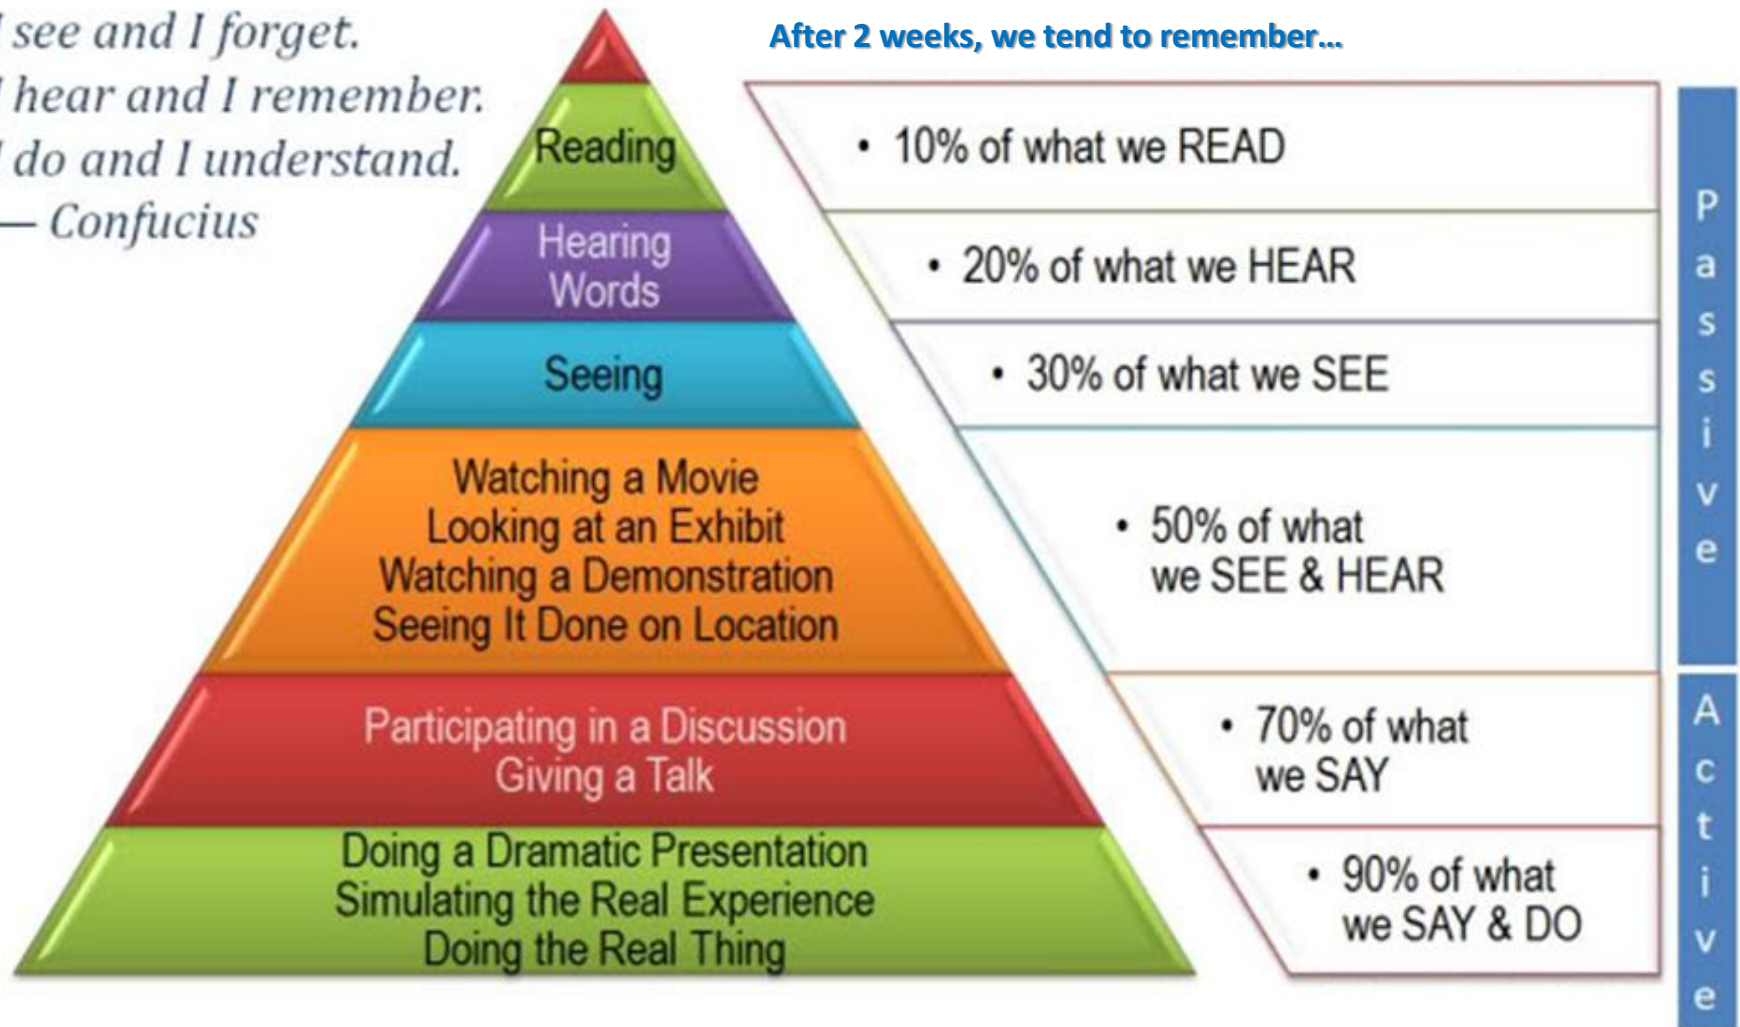 see and I forget.
hear and I remember.
do and I understand.
— Confucius
After 2 weeks, we tend to remember...
Reading
• 10% of what we READ
Hearing
Words
• 20% of what we HEAR
Seeing
• 30% of what we SEE
Watching a Movie
Looking at an Exhibit
Watching a Demonstration
Seeing It Done on Location
• 50% of what
we SEE & HEAR
Participating in a Discussion
Giving a Talk
• 70% of what
we SAY
Doing a Dramatic Presentation
Simulating the Real Experience
Doing the Real Thing
• 90% of what
we SAY & DO
Passive
Active